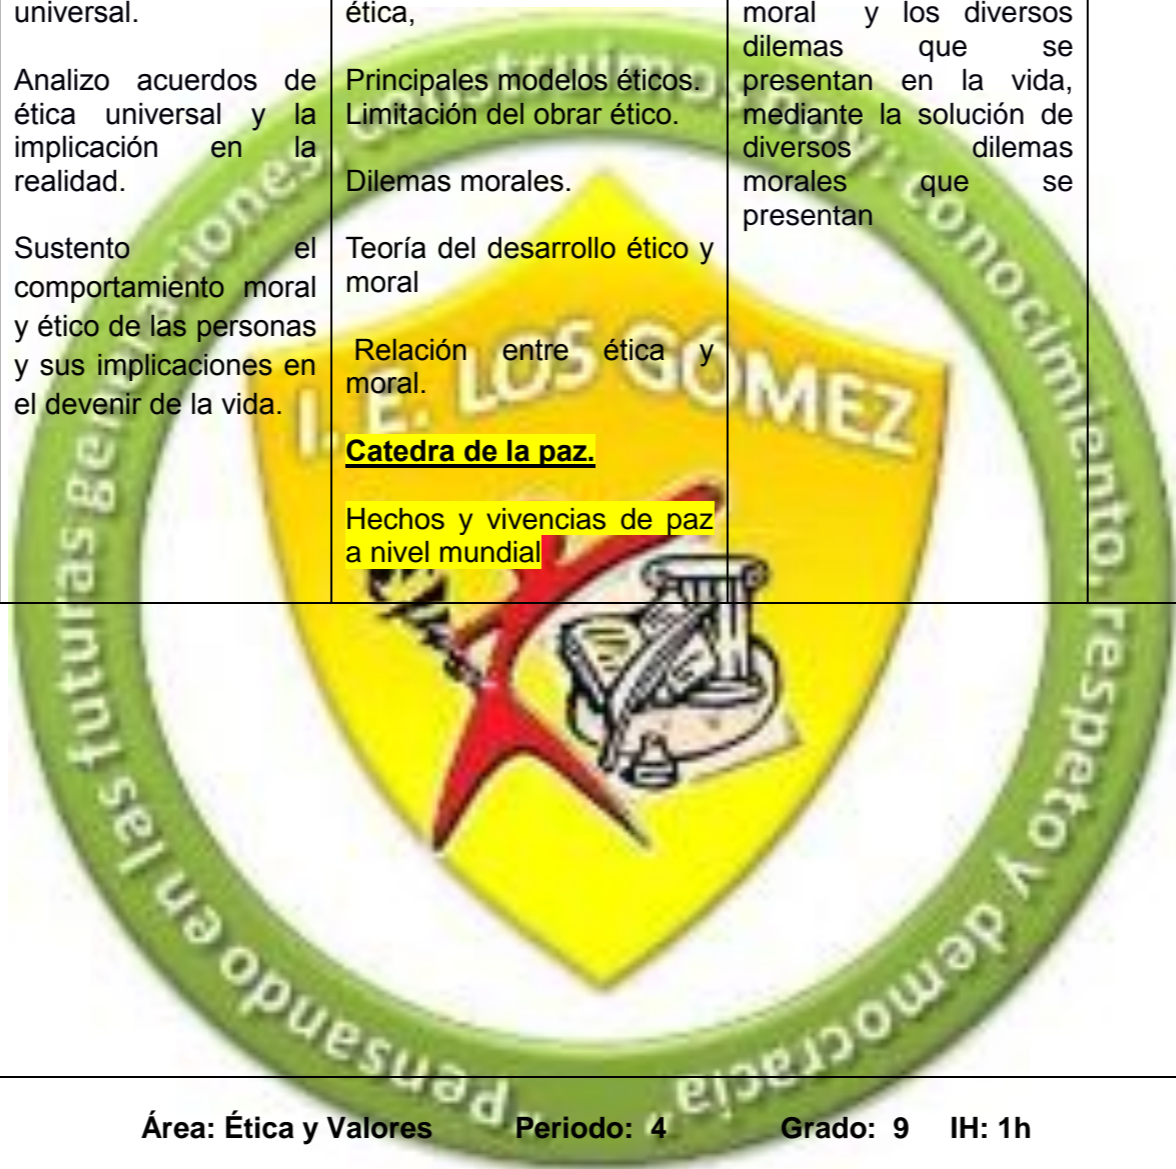 universal.
Analizo acuerdos de
ética universal y la
implicación en la
realidad.
Sustento el
comportamiento moral
y ético de las personas
y sus implicaciones en
el devenir de la vida.
ética,
Principales modelos éticos.
Limitación del obrar ético.
Dilemas morales.
Teoría del desarrollo ético y
moral
Relación entre ética y
moral.
Catedra de la paz.
Hechos y vivencias de paz
a nivel mundial
moral y los diversos
dilemas que se
presentan en la vida,
mediante la solución de
diversos dilemas
morales que se
presentan
I. E. LOS GÓMEZ
"Pensando en las futuras generaciones, construimos hoy: conocimiento, respeto y democracia"
Área: Ética y Valores Periodo: 4 Grado: 9 IH: 1h